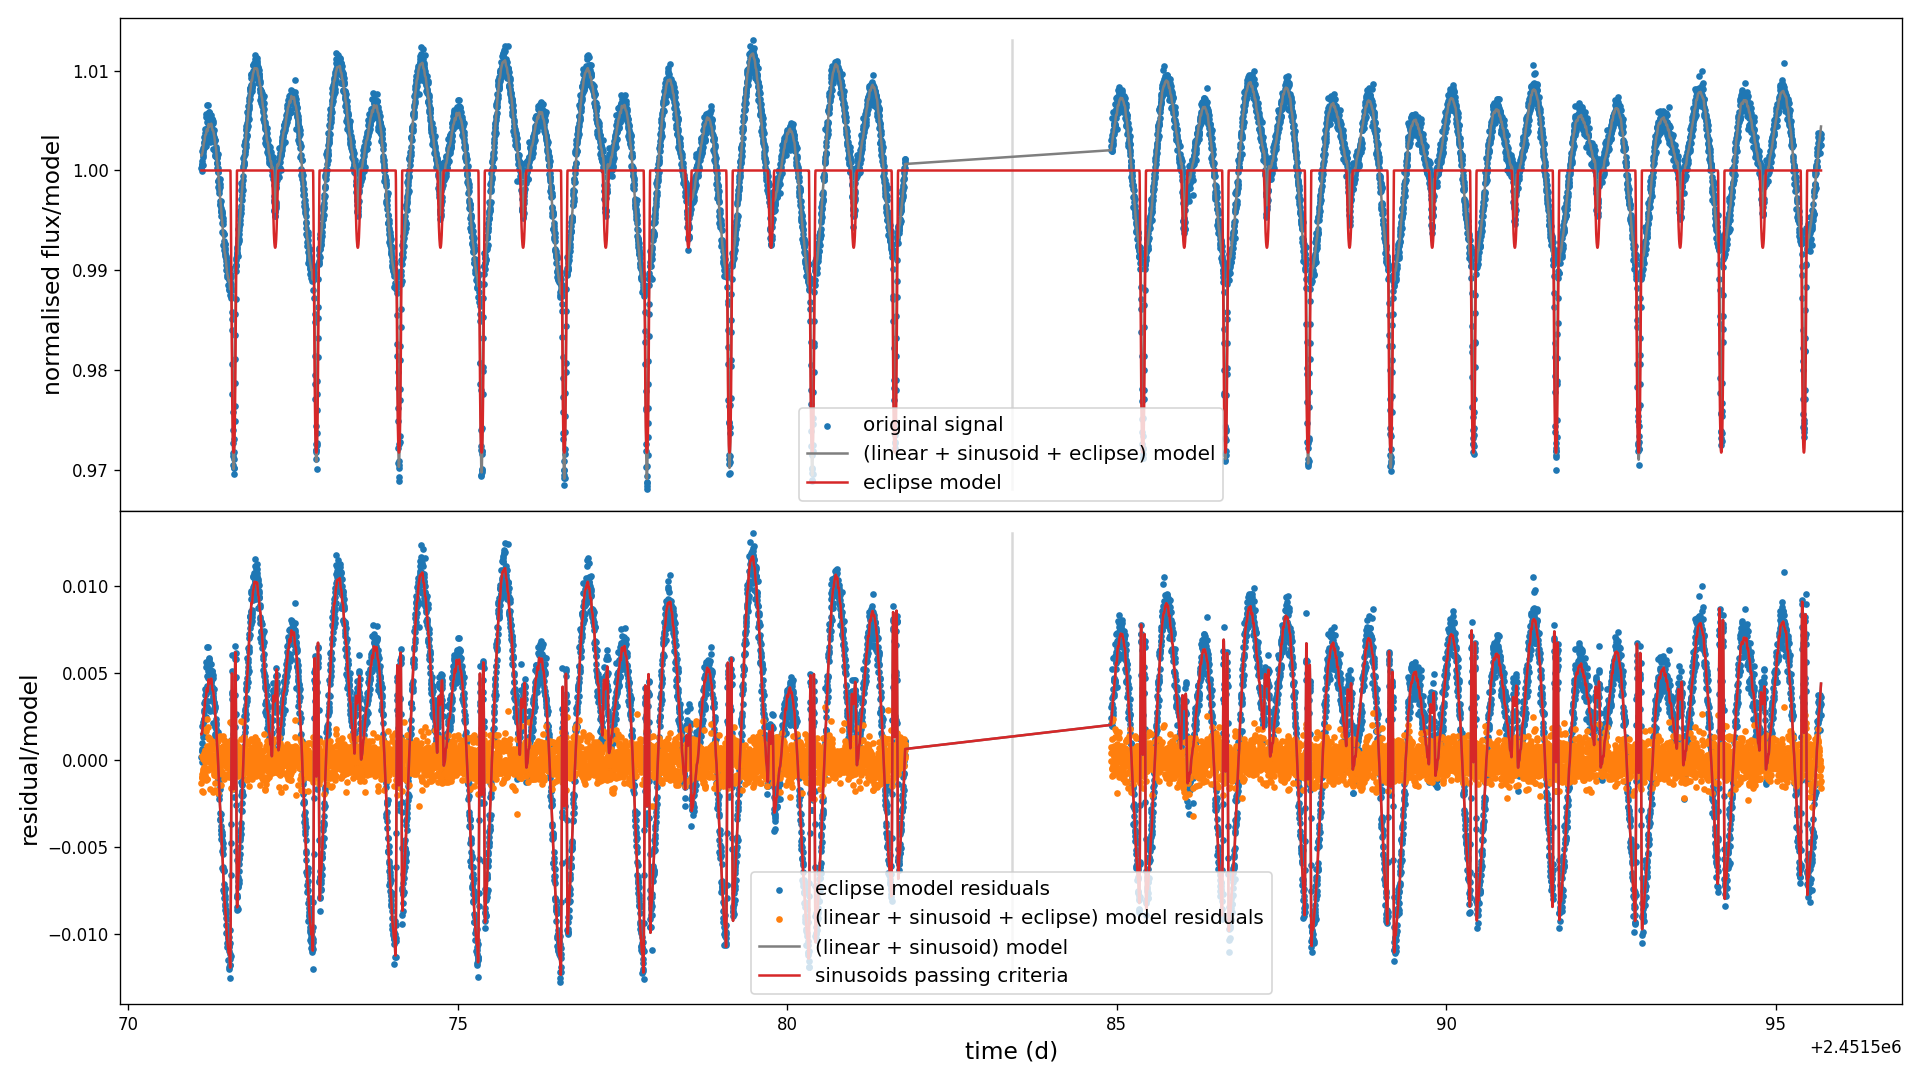 normalised flux/model
1.01
1.00
0.99
0.98
0.97
original signal
(linear + sinusoid + eclipse) model
eclipse model
residual/model
0.010
0.005
0.000
−0.005
−0.010
eclipse model residuals
(linear + sinusoid + eclipse) model residuals
(linear + sinusoid) model
sinusoids passing criteria
70
75
80
85
90
95
time (d)
+2.4515e6